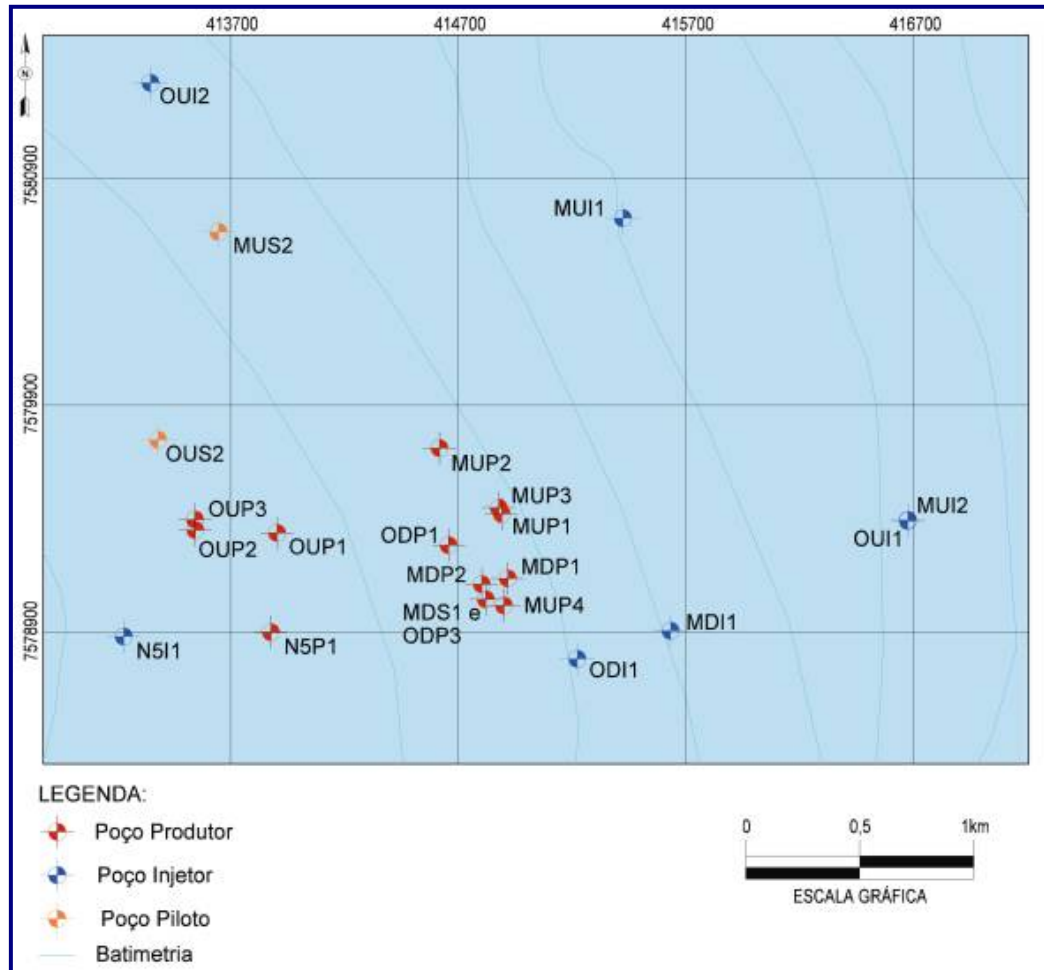 413700 414700 415700 416700
N
OUI2
7580900
MUI1
MUS2
7579900
OUS2
MUP2
OUP3
MUP3
MUP1
MUI2
OUP2
OUP1
ODP1
OUI1
MDP2
MDP1
MDS1 e
ODP3
MUP4
7578900
N5I1
N5P1
MDI1
ODI1
LEGENDA:
Poço Produtor
Poço Injetor
Poço Piloto
Batimetria
0 0,5 1km
ESCALA GRÁFICA